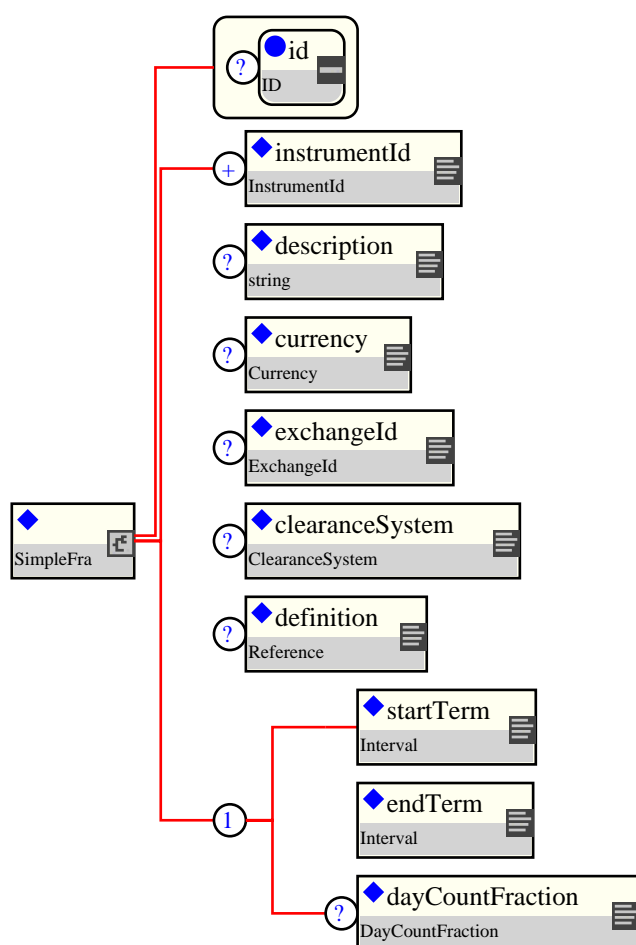 id
?
ID
instrumentId
+
InstrumentId
description
?
string
currency
?
Currency
exchangeId
?
ExchangeId
clearanceSystem
?
SimpleFra
ClearanceSystem
definition
?
Reference
startTerm
Interval
endTerm
1
Interval
dayCountFraction
?
DayCountFraction